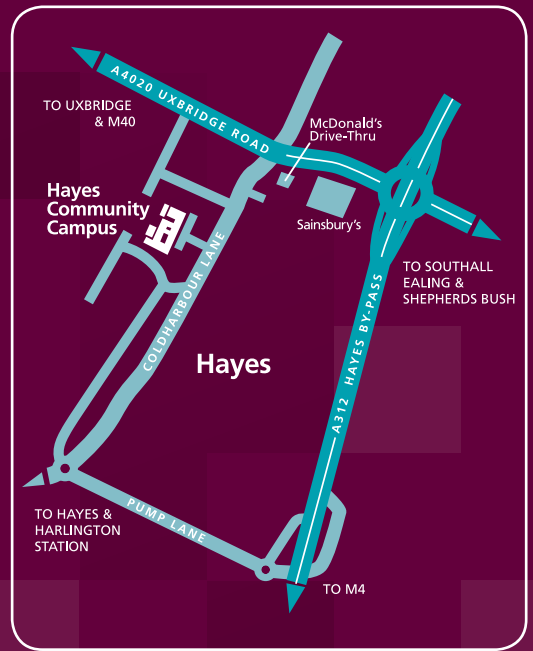 A4020 UXBRIDGE ROAD
TO UXBRIDGE
& M40
McDonald's
Drive-Thru
Hayes
Community
Campus
Sainsbury's
COLDHARBOUR LANE
TO SOUTHALL
EALING &
SHEPHERDS BUSH
Hayes
A312 HAYES BY-PASS
TO HAYES &
HARLINGTON
STATION
PUMP LANE
TO M4